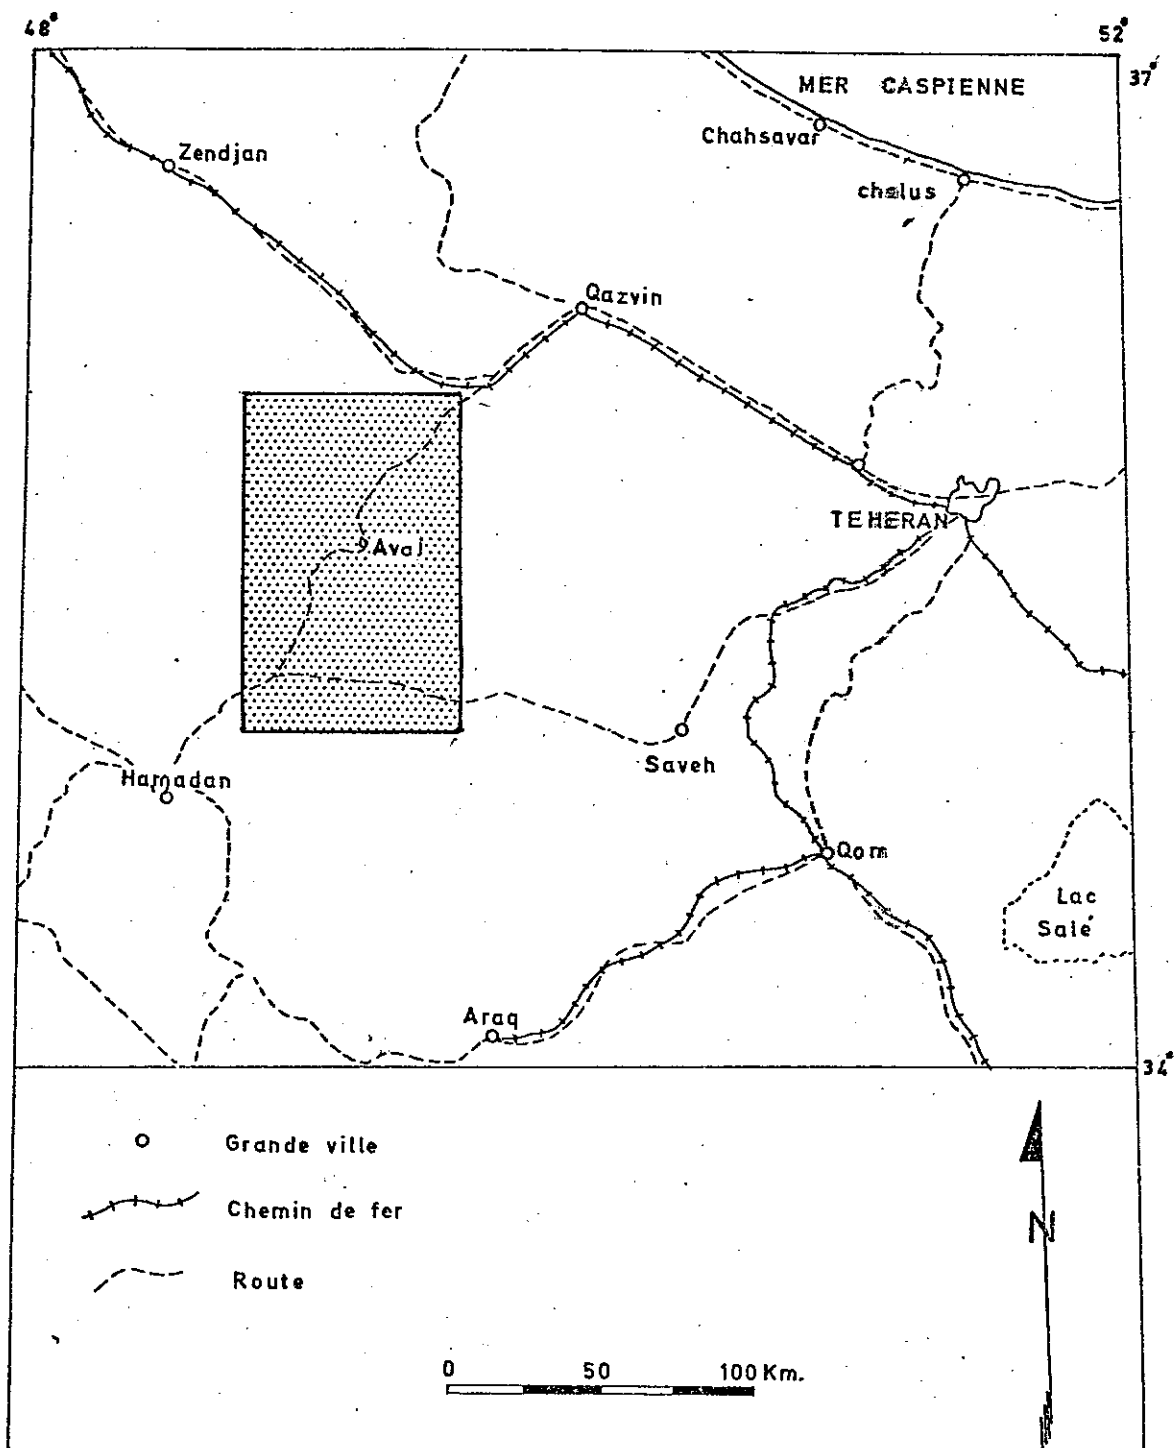 48°
52°
37°
MER CASPIENNE
Chahsavar
Zendjan
chalus
Qazvin
TEHERAN
Avaj
Saveh
Hamadan
Qom
Lac
Salé
Araq
34°
Grande ville
Chemin de fer
Route
N
0 50 100 Km.